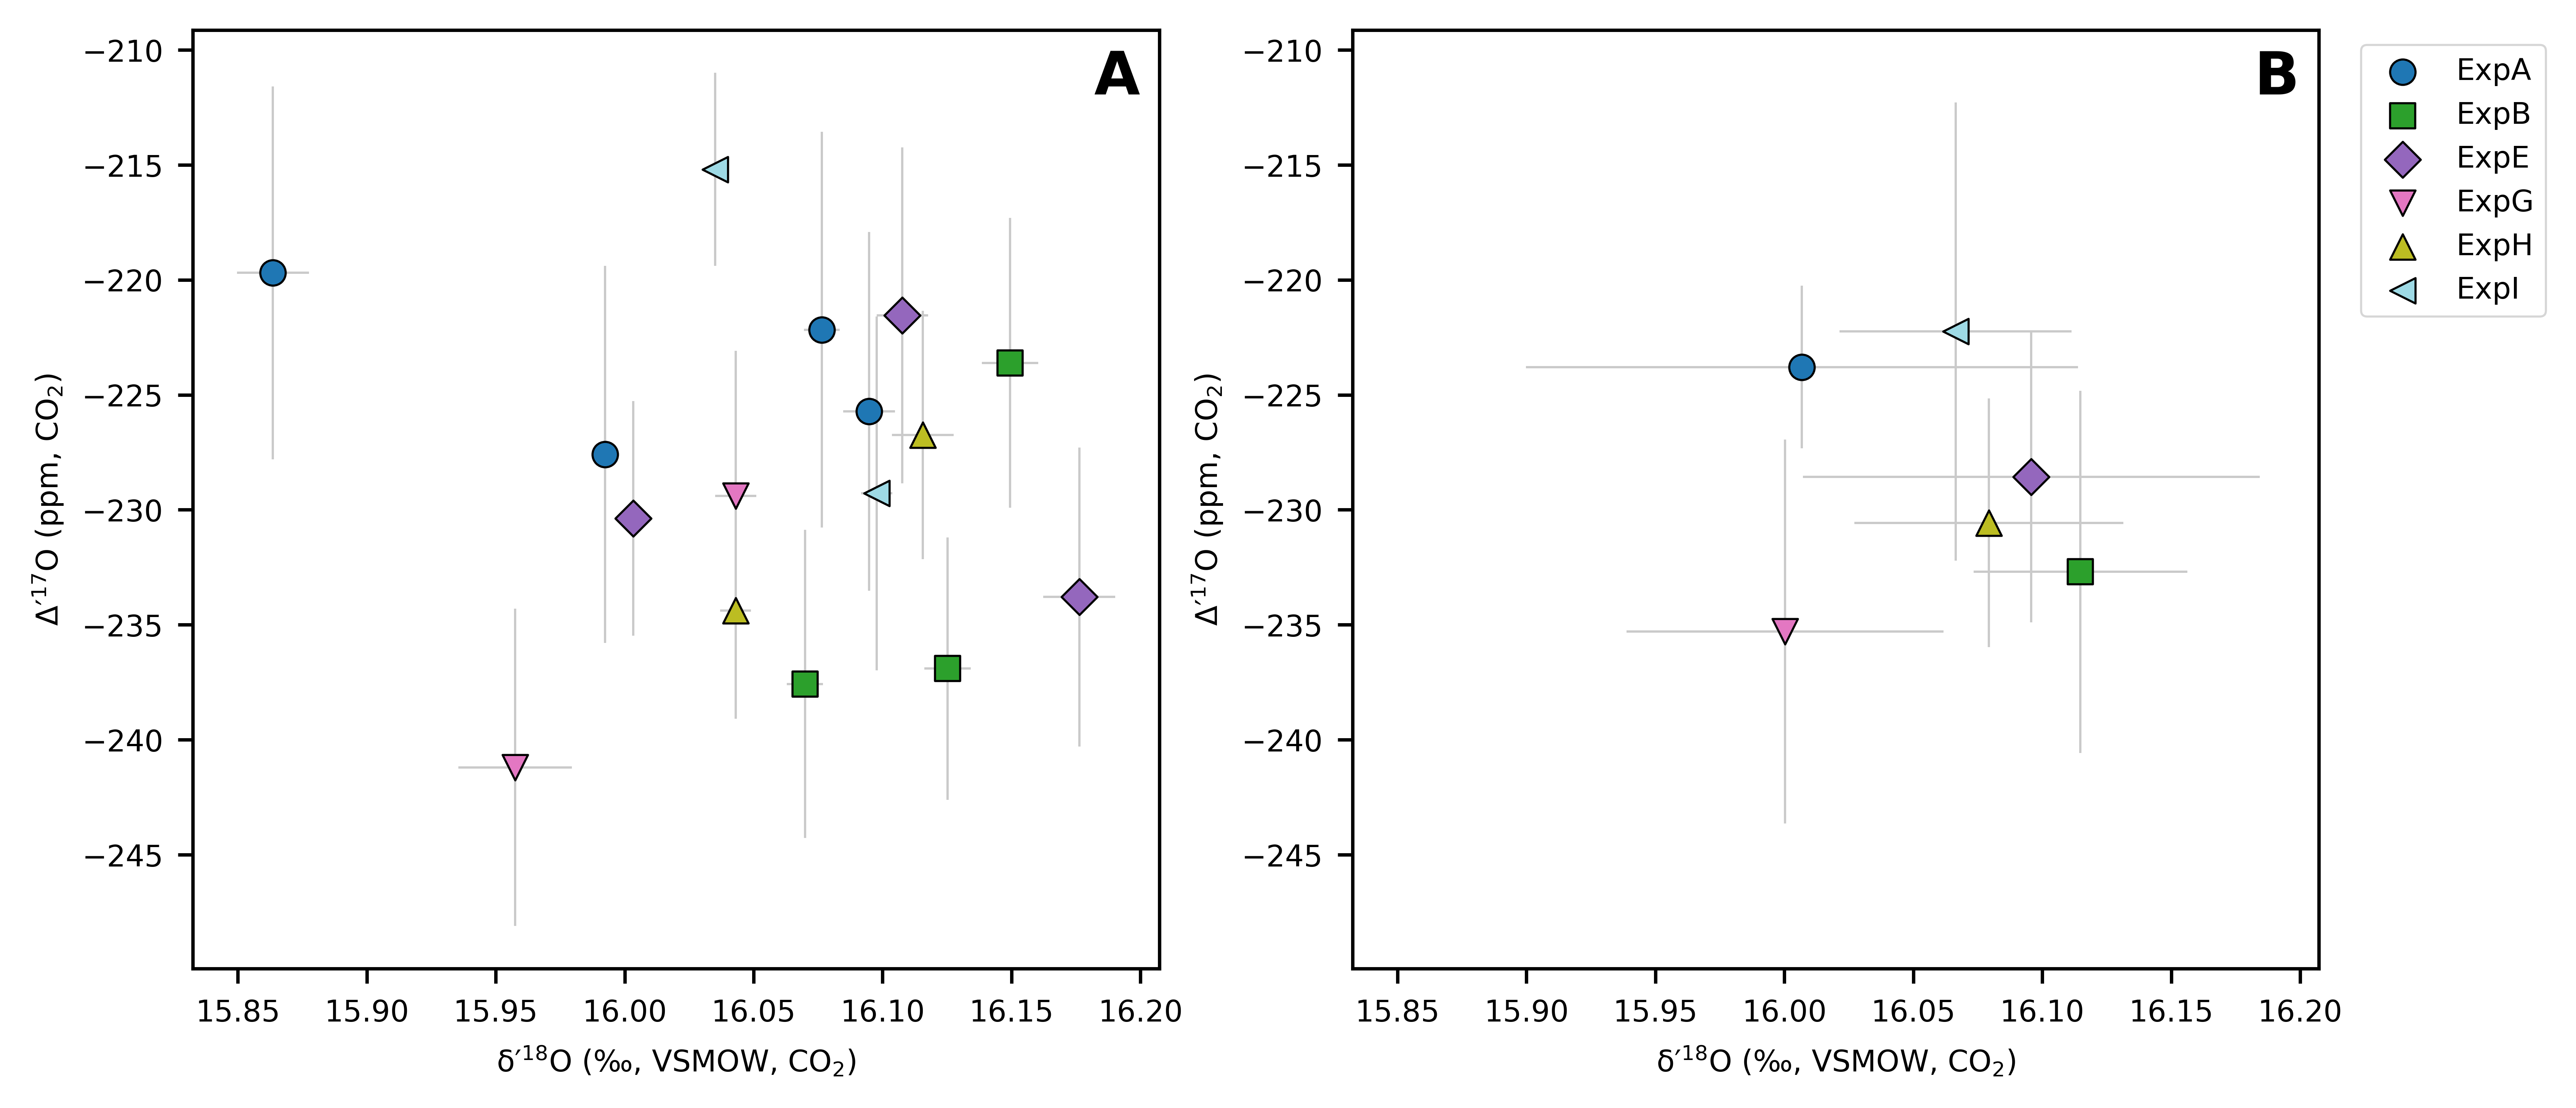 A
−210
−215
−220
−225
−230
−235
−240
−245
Δ′¹⁷O (ppm, CO₂)
15.85 15.90 15.95 16.00 16.05 16.10 16.15 16.20
δ′¹⁸O (‰, VSMOW, CO₂)
B
−210
−215
−220
−225
−230
−235
−240
−245
Δ′¹⁷O (ppm, CO₂)
15.85 15.90 15.95 16.00 16.05 16.10 16.15 16.20
δ′¹⁸O (‰, VSMOW, CO₂)
ExpA
ExpB
ExpE
ExpG
ExpH
ExpI